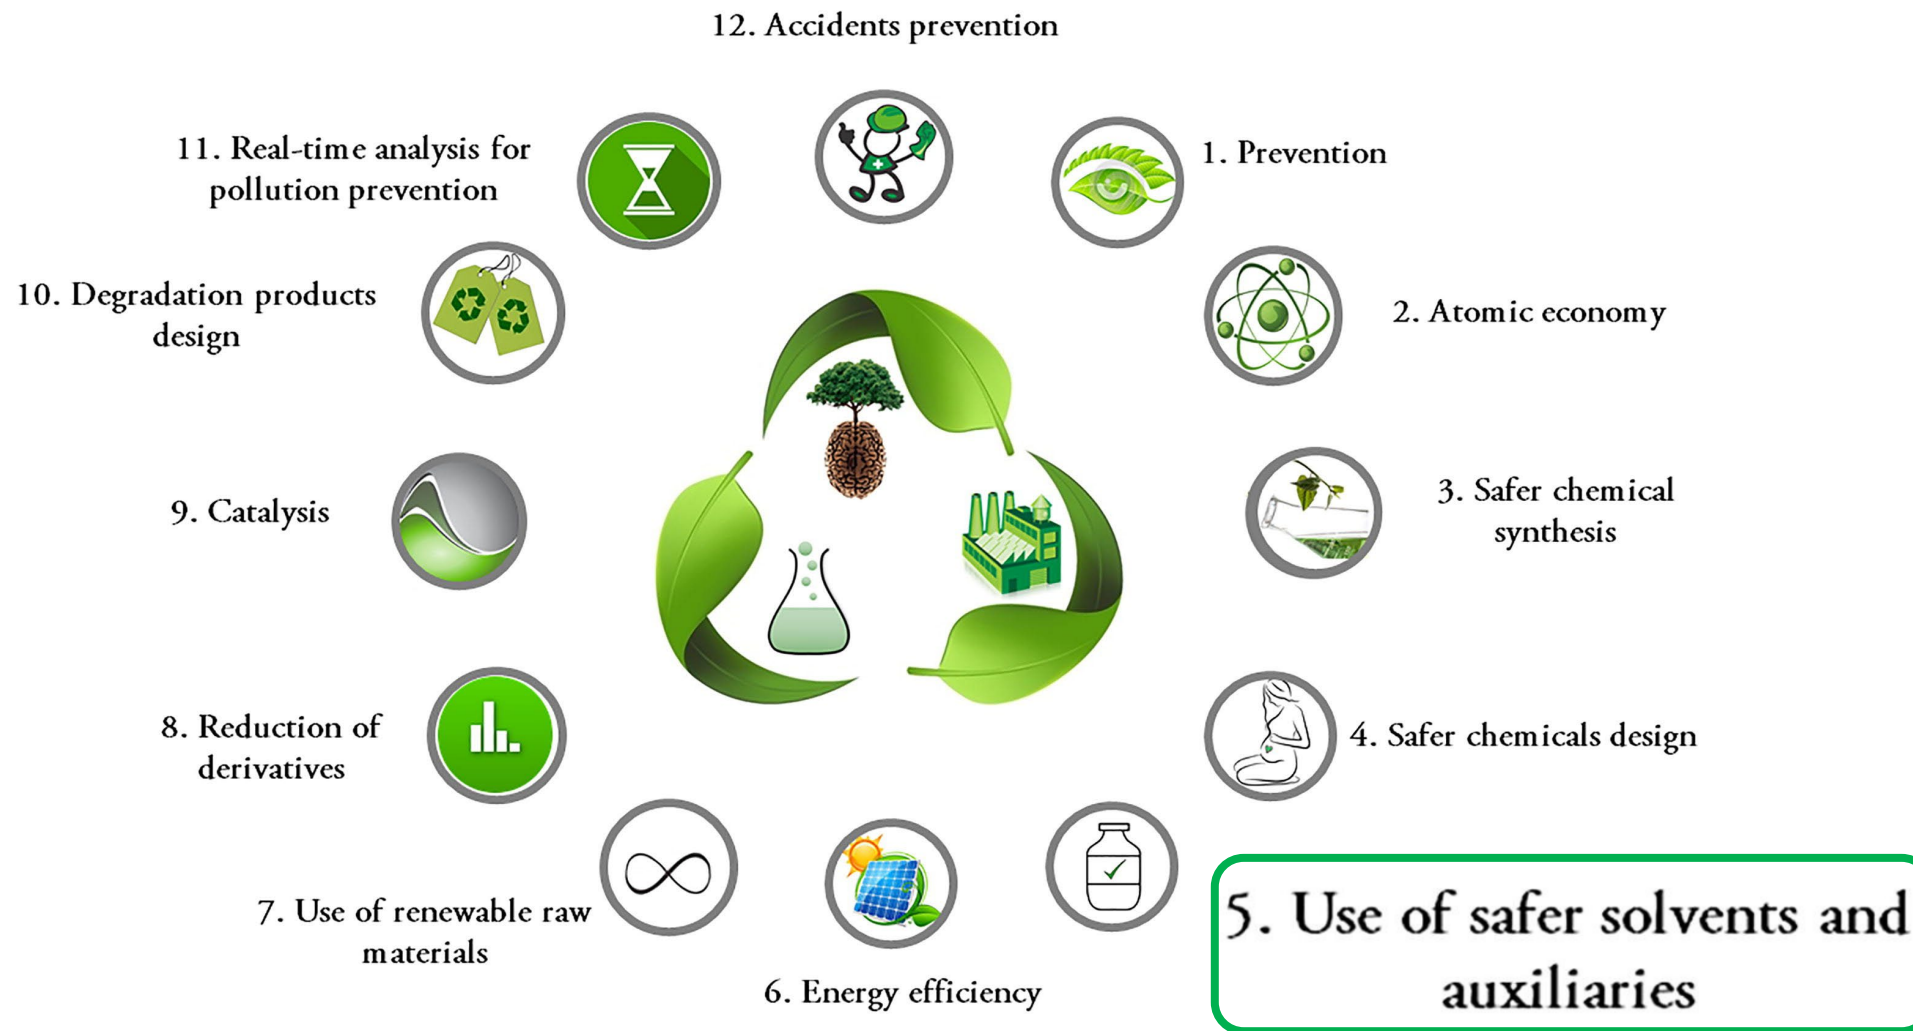 12. Accidents prevention
1. Prevention
2. Atomic economy
3. Safer chemical
synthesis
4. Safer chemicals design
5. Use of safer solvents and
auxiliaries
6. Energy efficiency
7. Use of renewable raw
materials
8. Reduction of
derivatives
9. Catalysis
10. Degradation products
design
11. Real-time analysis for
pollution prevention